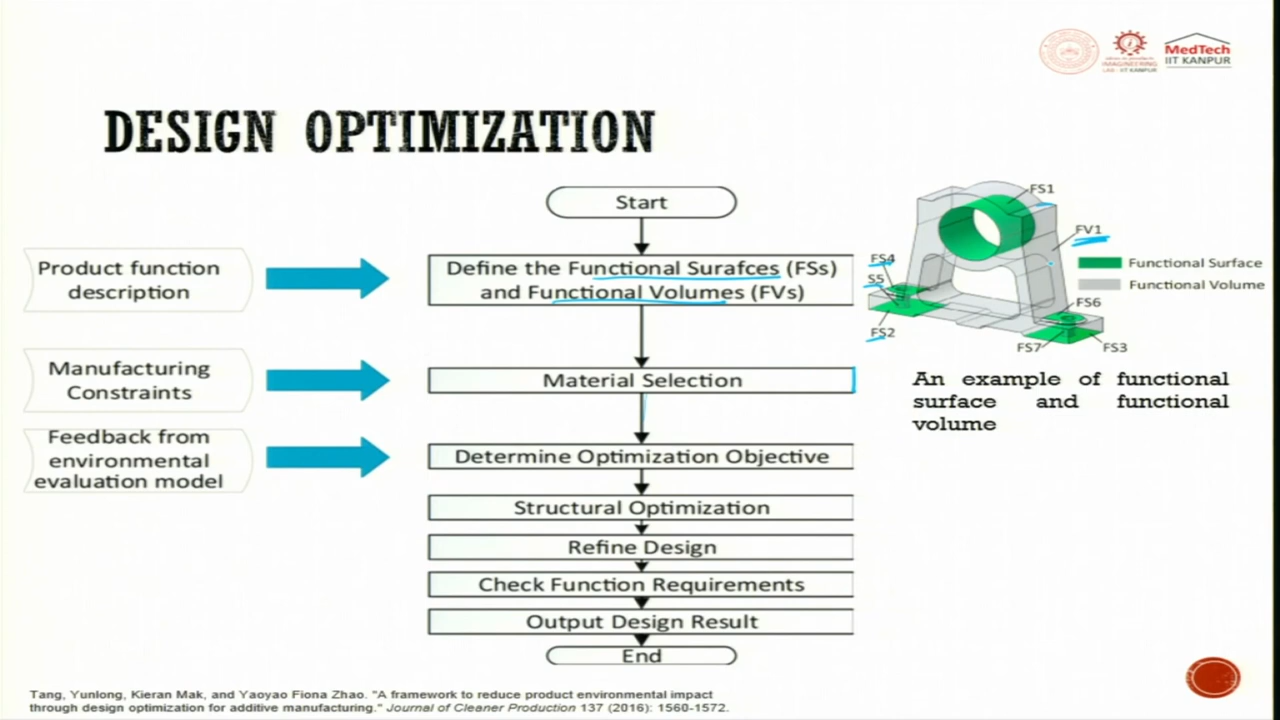 MedTech
IIT KANPUR
DESIGN OPTIMIZATION
Start
Product function
description
Define the Functional Surafces (FSs)
and Functional Volumes (FVs)
Manufacturing
Constraints
Material Selection
Feedback from
environmental
evaluation model
Determine Optimization Objective
Structural Optimization
Refine Design
Check Function Requirements
Output Design Result
End
FS1
FV1
FS4
S5
FS2
FS6
FS7
FS3
Functional Surface
Functional Volume
An example of functional
surface and functional
volume
Tang, Yunlong, Kieran Mak, and Yaoyao Fiona Zhao. "A framework to reduce product environmental impact
through design optimization for additive manufacturing." Journal of Cleaner Production 137 (2016): 1560-1572.